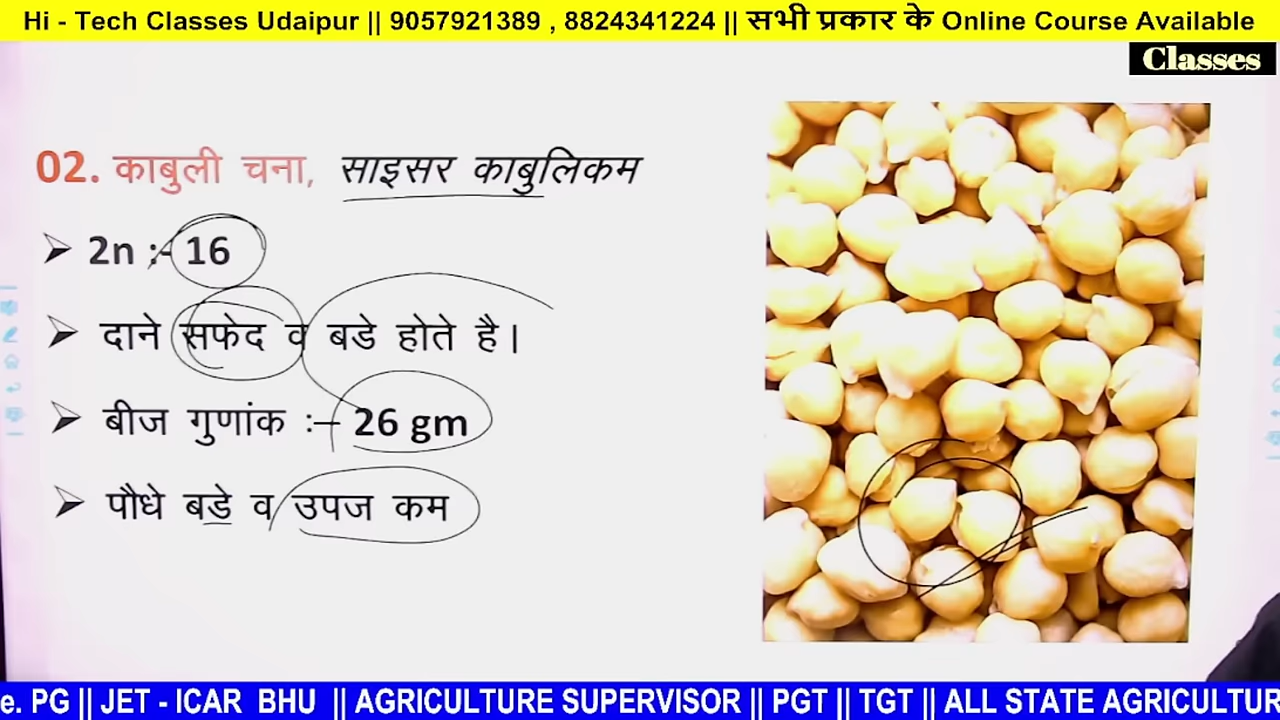 Hi - Tech Classes Udaipur || 9057921389 , 8824341224 || सभी प्रकार के Online Course Available
Classes
02. काबुली चना, साइसर काबुलिकम
➢ 2n :- 16
➢ दाने सफेद व बडे होते है।
➢ बीज गुणांक :– 26 gm
➢ पौधे बडे व उपज कम
e. PG || JET - ICAR BHU || AGRICULTURE SUPERVISOR || PGT || TGT || ALL STATE AGRICULTUR